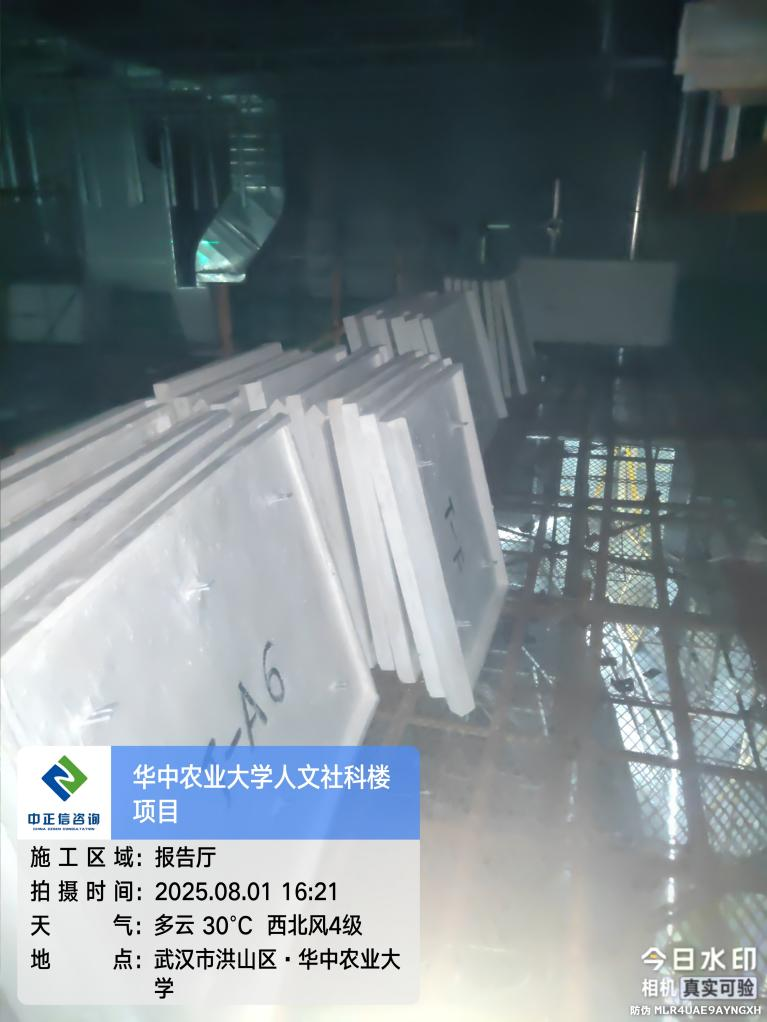 T-F
T-A6
中正信咨询
华中农业大学人文社科楼
项目
施工区域：报告厅
拍摄时间：2025.08.01 16:21
天气：多云 30℃ 西北风4级
地点：武汉市洪山区·华中农业大
学
今日水印
相机 真实可验
防伪 MLR4UAE9AYNGXH